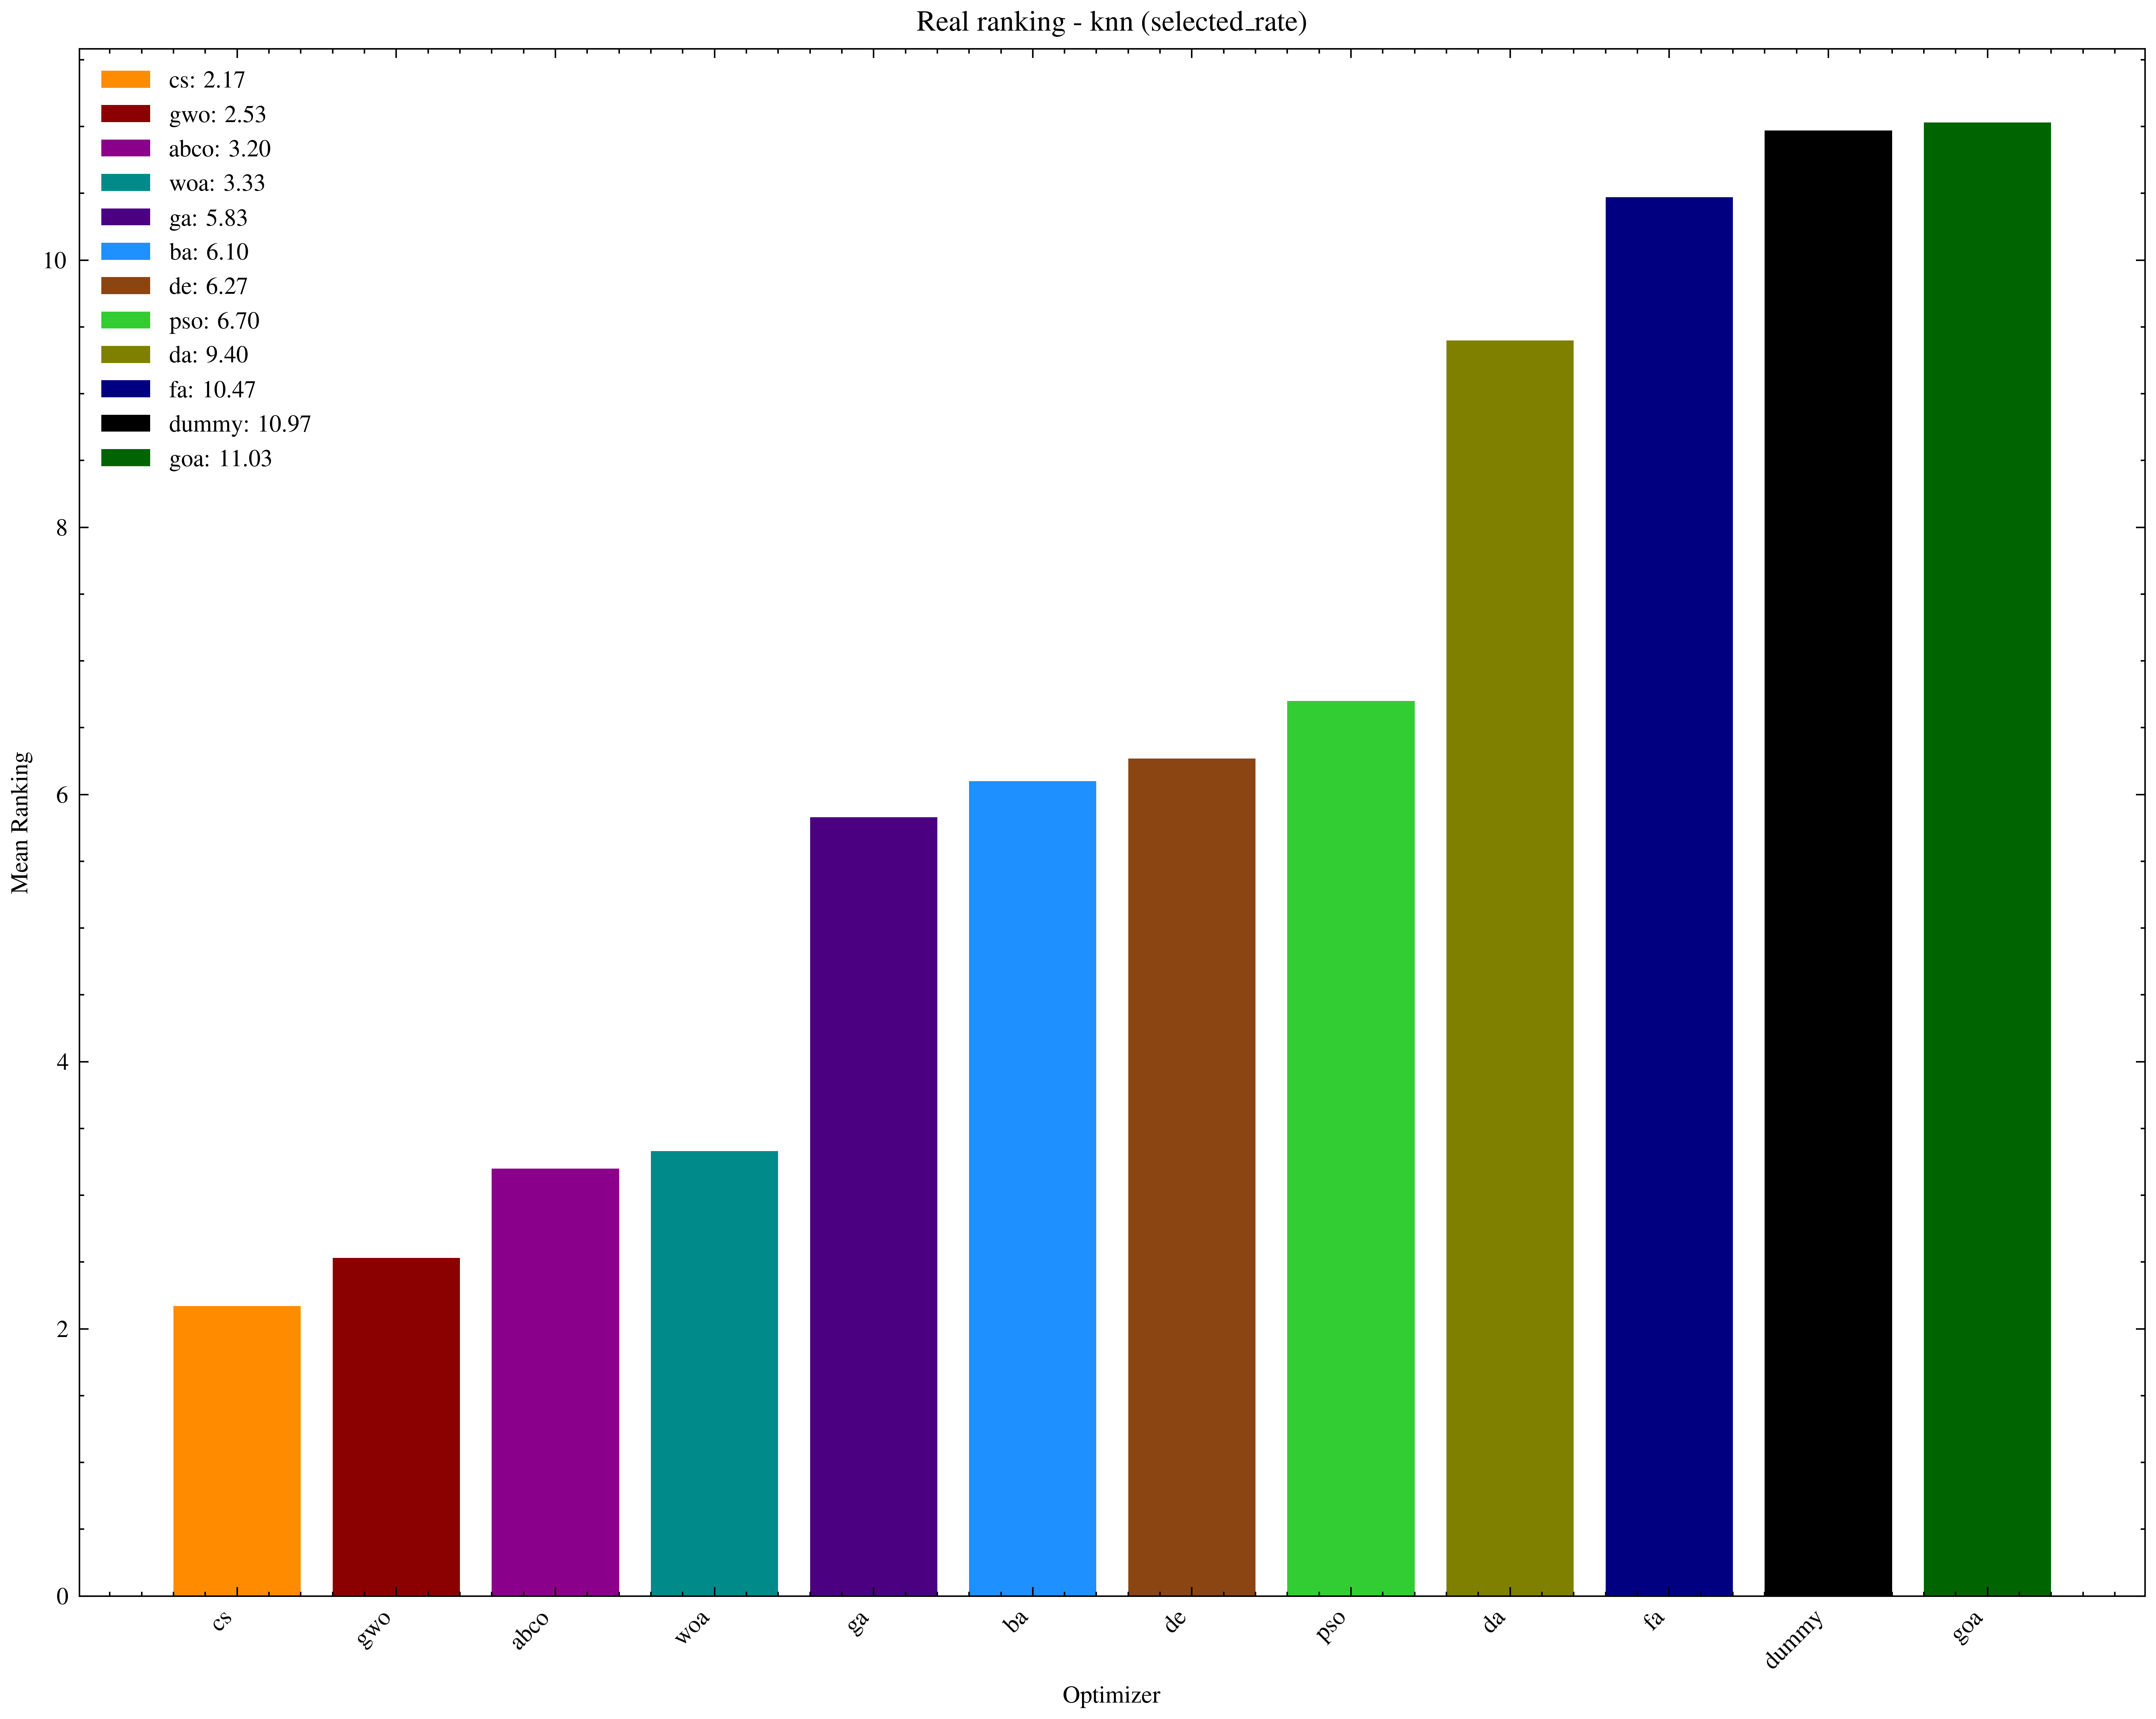 Real ranking - knn (selected_rate)
cs: 2.17
gwo: 2.53
abco: 3.20
woa: 3.33
ga: 5.83
ba: 6.10
de: 6.27
pso: 6.70
da: 9.40
fa: 10.47
dummy: 10.97
goa: 11.03
10
8
6
4
2
0
Mean Ranking
cs gwo abco woa ga ba de pso da fa dummy goa
Optimizer